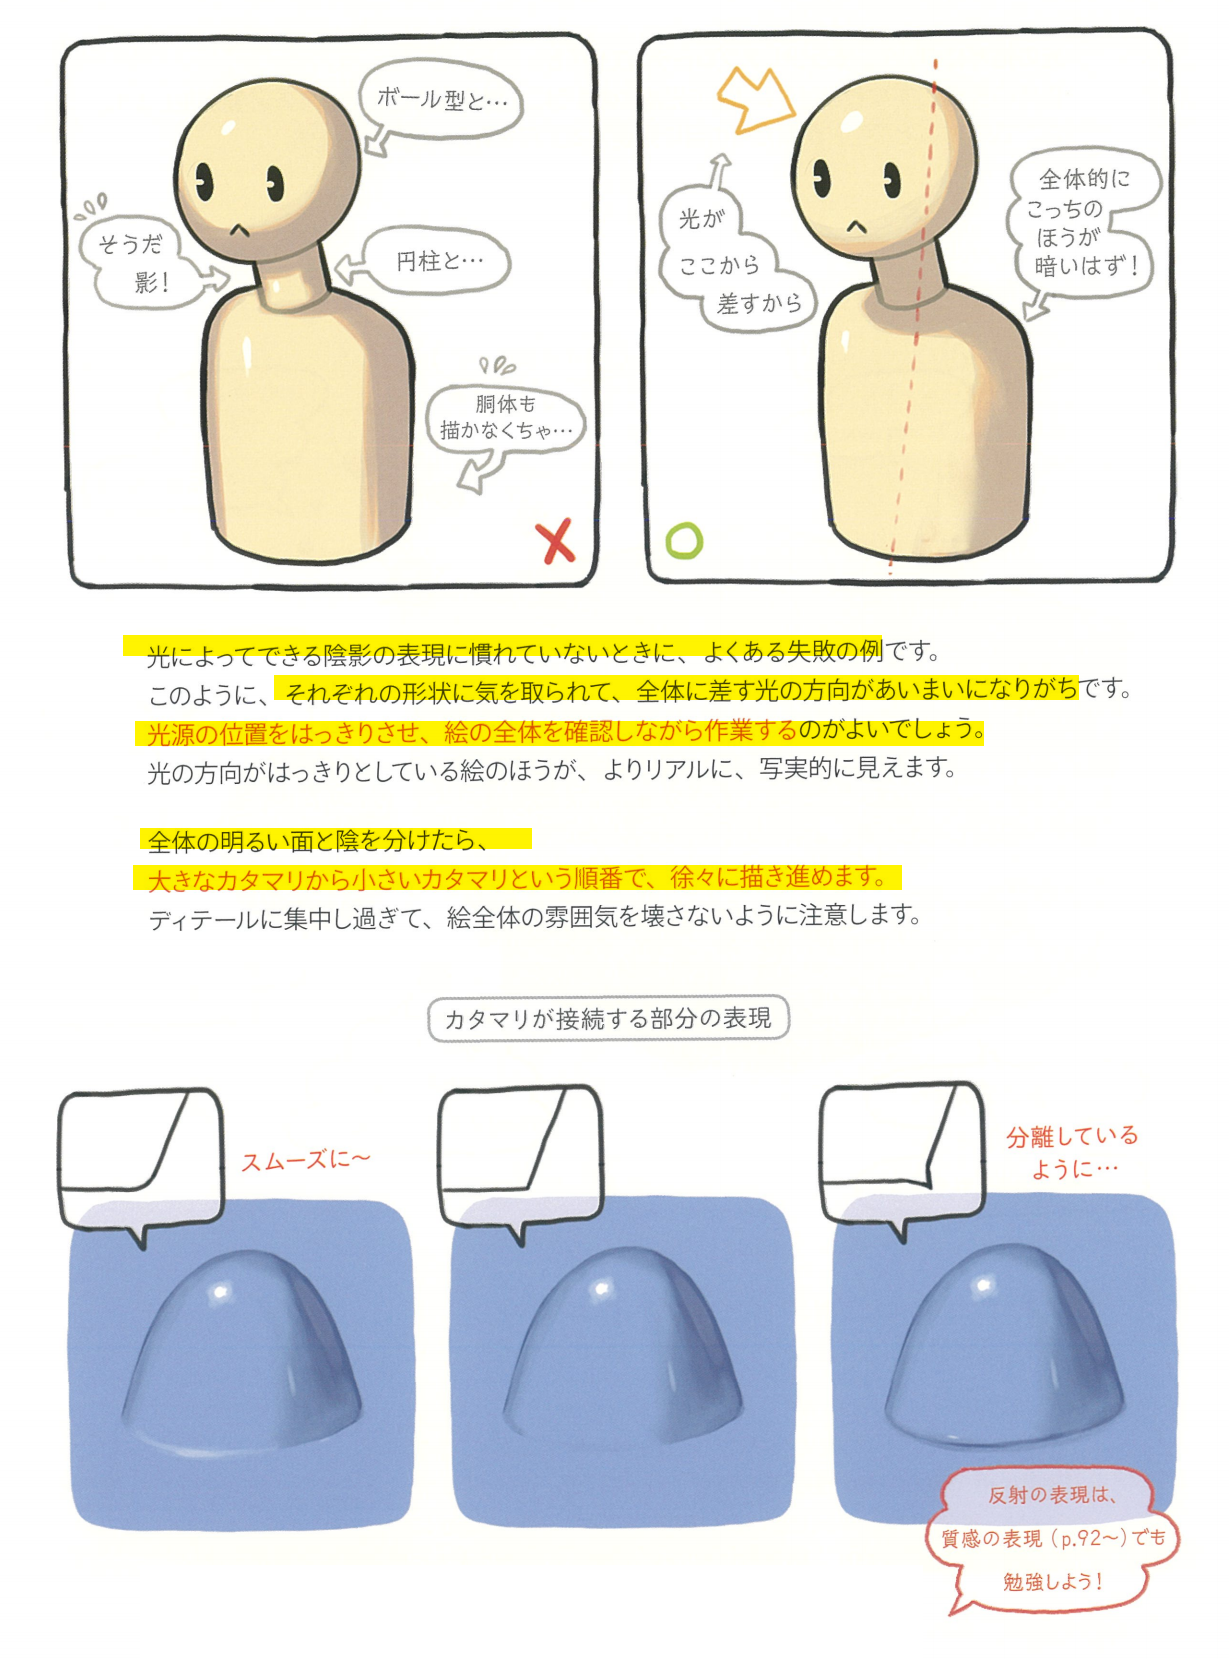 ボール型と…
そうだ
影!
円柱と…
胴体も
描かなくちゃ…
光が
ここから
差すから
全体的に
こっちの
ほうが
暗いはず!
光によってできる陰影の表現に慣れていないときに、よくある失敗の例です。
このように、それぞれの形状に気を取られて、全体に差す光の方向があいまいになりがちです。
光源の位置をはっきりさせ、絵の全体を確認しながら作業するのがよいでしょう。
光の方向がはっきりとしている絵のほうが、よりリアルに、写実的に見えます。
全体の明るい面と陰を分けたら、
大きなカタマリから小さいカタマリという順番で、徐々に描き進めます。
ディテールに集中し過ぎて、絵全体の雰囲気を壊さないように注意します。
カタマリが接続する部分の表現
スムーズに〜
分離している
ように…
反射の表現は、
質感の表現(p.92〜)でも
勉強しよう!